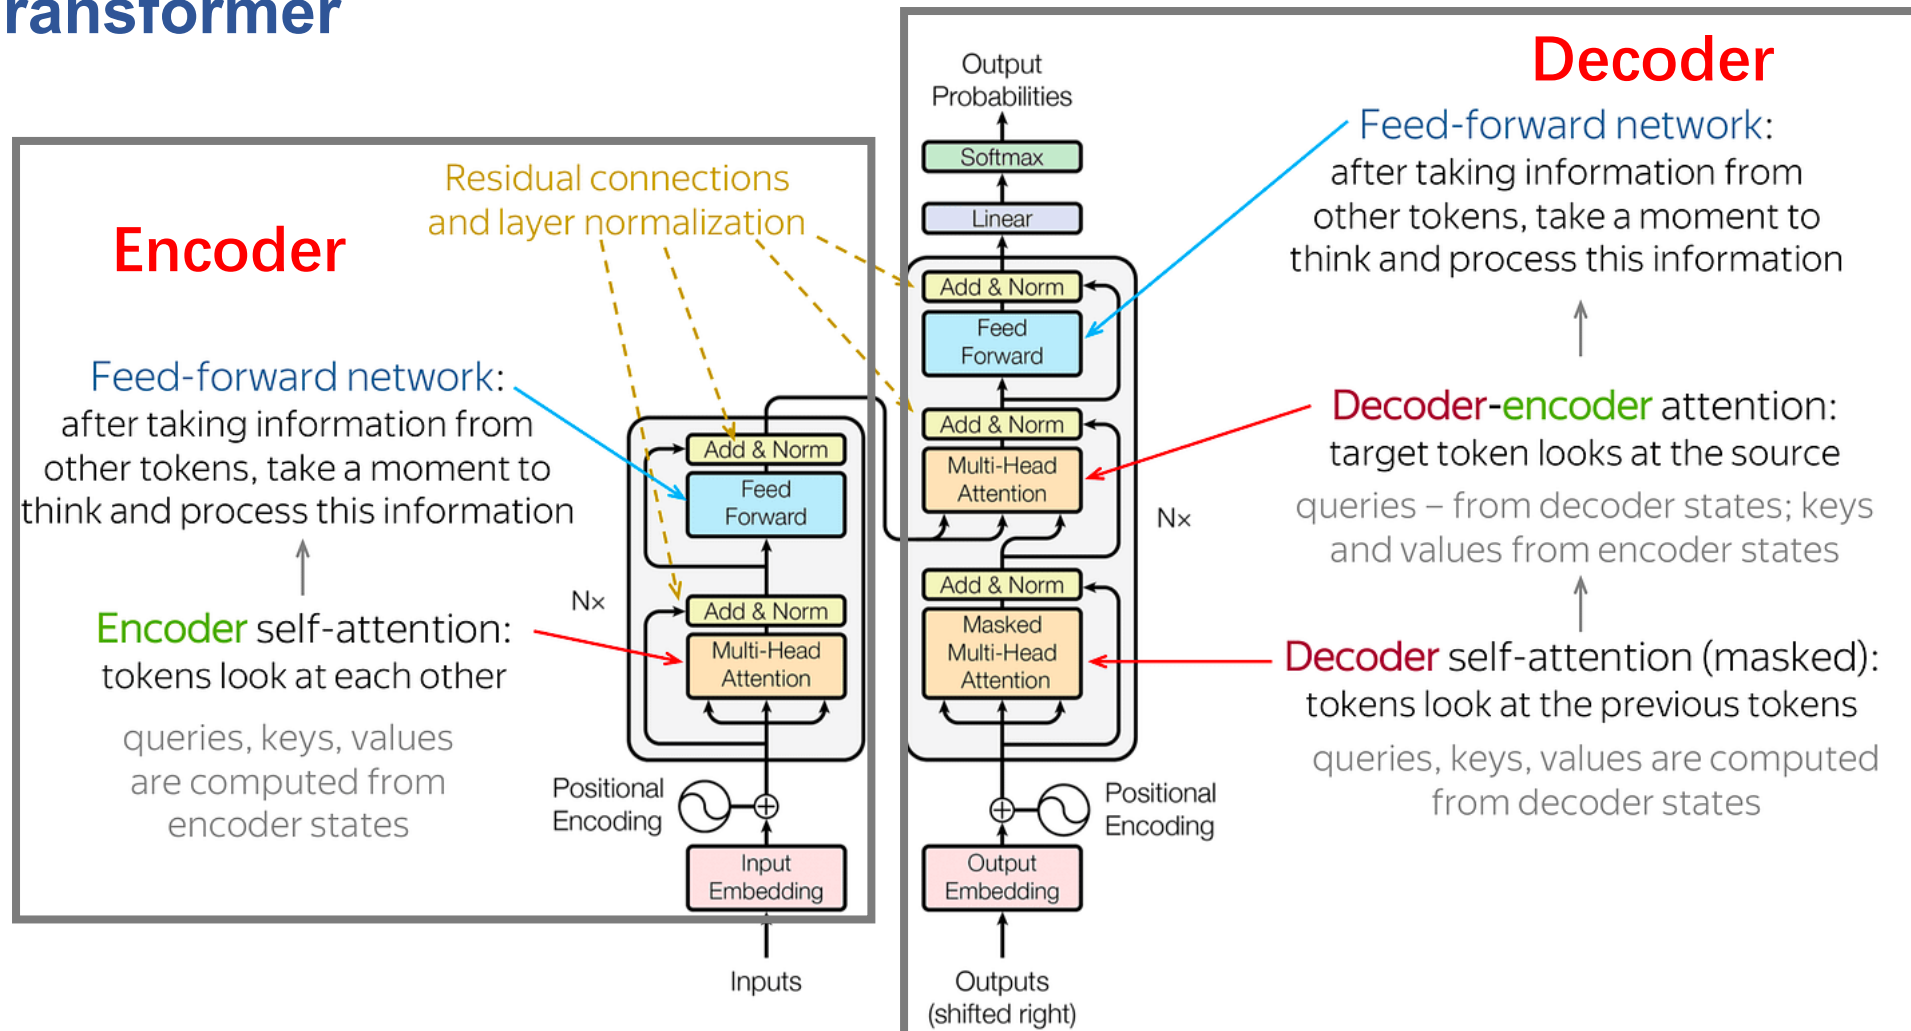 ransformer
Encoder
Residual connections
and layer normalization
Feed-forward network:
after taking information from
other tokens, take a moment to
think and process this information
Encoder self-attention:
tokens look at each other
queries, keys, values
are computed from
encoder states
Add & Norm
Feed
Forward
N×
Add & Norm
Multi-Head
Attention
Positional
Encoding
Input
Embedding
Inputs
Decoder
Output
Probabilities
Softmax
Linear
Add & Norm
Feed
Forward
Add & Norm
Multi-Head
Attention
N×
Add & Norm
Masked
Multi-Head
Attention
Positional
Encoding
Output
Embedding
Outputs
(shifted right)
Feed-forward network:
after taking information from
other tokens, take a moment to
think and process this information
Decoder-encoder attention:
target token looks at the source
queries – from decoder states; keys
and values from encoder states
Decoder self-attention (masked):
tokens look at the previous tokens
queries, keys, values are computed
from decoder states